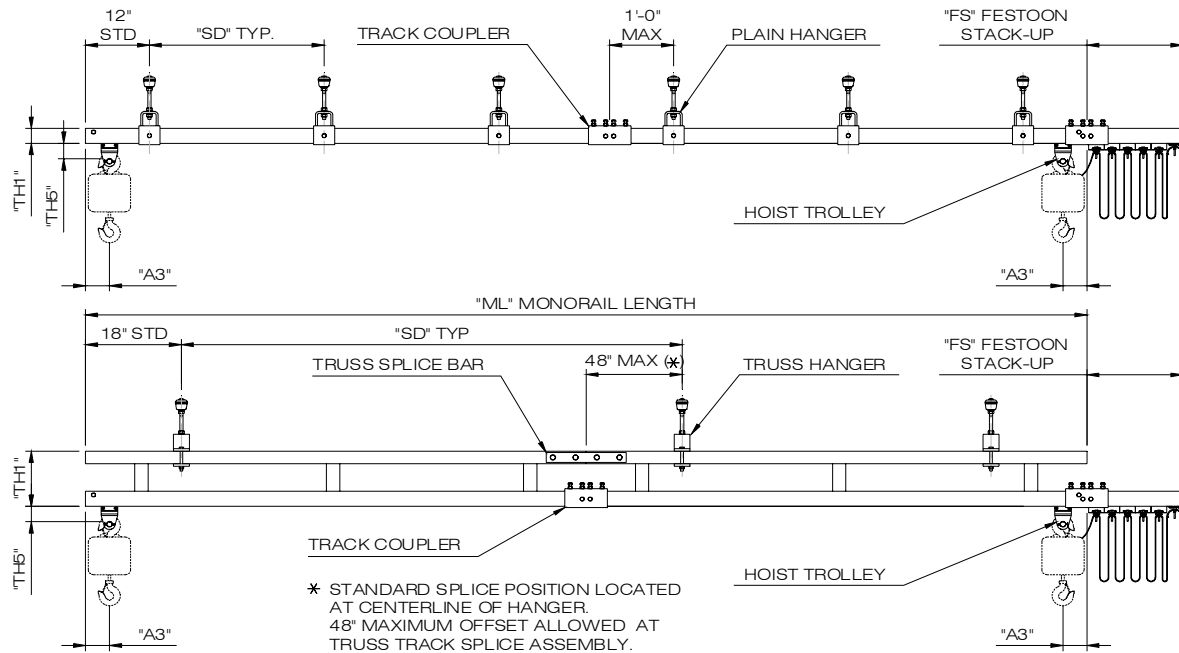 12"
STD
"SD" TYP.
TRACK COUPLER
1'-0"
MAX
PLAIN HANGER
"FS" FESTOON
STACK-UP
"TH1"
"TH5"
HOIST TROLLEY
"A3"
"A3"
"ML" MONORAIL LENGTH
18" STD
"SD" TYP
"FS" FESTOON
STACK-UP
TRUSS SPLICE BAR
48" MAX (*)
TRUSS HANGER
"TH1"
"TH5"
TRACK COUPLER
HOIST TROLLEY
* STANDARD SPLICE POSITION LOCATED
AT CENTERLINE OF HANGER.
48" MAXIMUM OFFSET ALLOWED AT
TRUSS TRACK SPLICE ASSEMBLY.
"A3"
"A3"